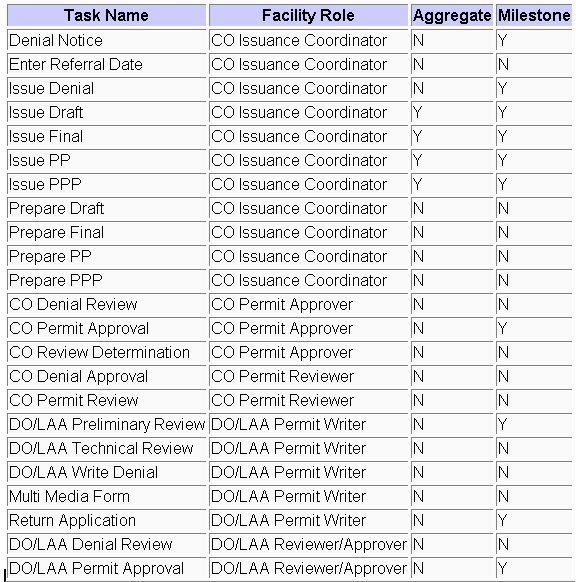 Task Name Facility Role Aggregate Milestone
Denial Notice CO Issuance Coordinator N Y
Enter Referral Date CO Issuance Coordinator N N
Issue Denial CO Issuance Coordinator N Y
Issue Draft CO Issuance Coordinator Y Y
Issue Final CO Issuance Coordinator Y Y
Issue PP CO Issuance Coordinator Y Y
Issue PPP CO Issuance Coordinator Y Y
Prepare Draft CO Issuance Coordinator N N
Prepare Final CO Issuance Coordinator N N
Prepare PP CO Issuance Coordinator N N
Prepare PPP CO Issuance Coordinator N N
CO Denial Review CO Permit Approver N N
CO Permit Approval CO Permit Approver N Y
CO Review Determination CO Permit Approver N N
CO Denial Approval CO Permit Reviewer N N
CO Permit Review CO Permit Reviewer N N
DO/LAA Preliminary Review DO/LAA Permit Writer N Y
DO/LAA Technical Review DO/LAA Permit Writer N N
DO/LAA Write Denial DO/LAA Permit Writer N N
Multi Media Form DO/LAA Permit Writer N N
Return Application DO/LAA Permit Writer N Y
DO/LAA Denial Review DO/LAA Reviewer/Approver N N
DO/LAA Permit Approval DO/LAA Reviewer/Approver N Y